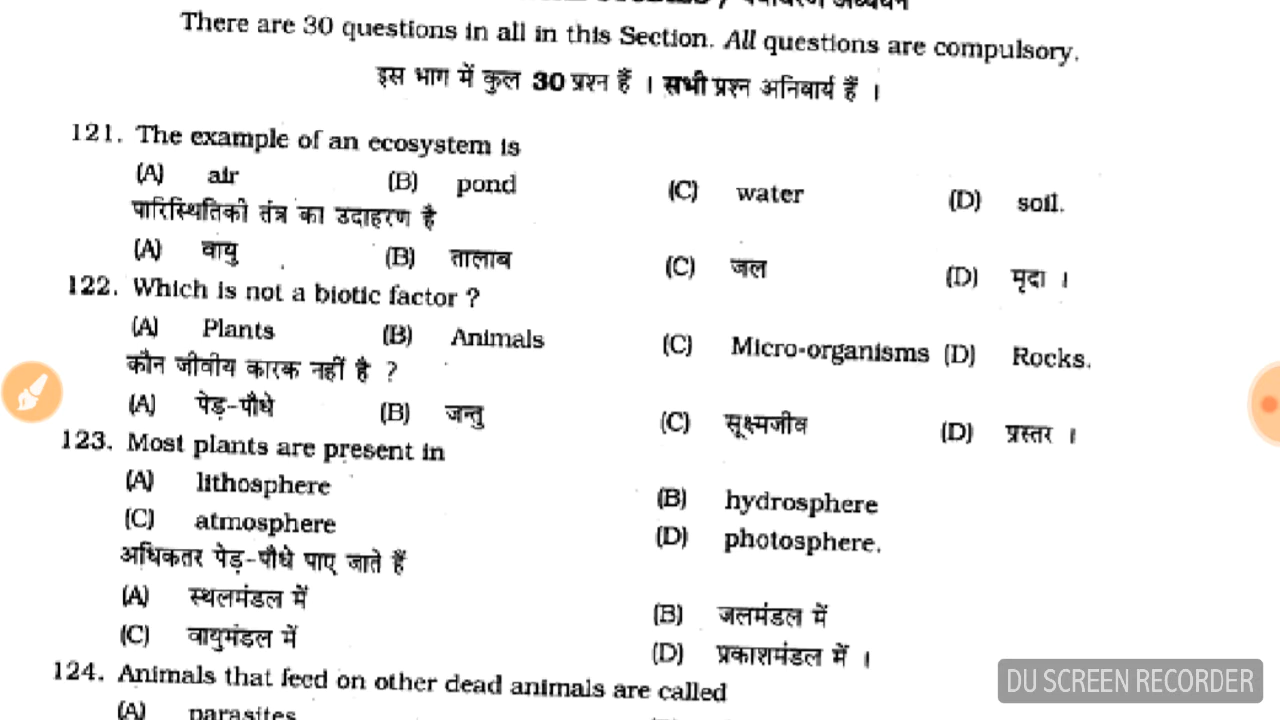 There are 30 questions in all in this Section. All questions are compulsory.
इस भाग में कुल 30 प्रश्न हैं । सभी प्रश्न अनिवार्य हैं ।
121. The example of an ecosystem is
(A) air (B) pond (C) water (D) soil.
पारिस्थितिकी तंत्र का उदाहरण है
(A) वायु (B) तालाब (C) जल (D) मृदा ।
122. Which is not a biotic factor ?
(A) Plants (B) Animals (C) Micro-organisms (D) Rocks.
कौन जीवीय कारक नहीं है ?
(A) पेड़-पौधे (B) जन्तु (C) सूक्ष्मजीव (D) प्रस्तर ।
123. Most plants are present in
(A) lithosphere (B) hydrosphere
(C) atmosphere (D) photosphere.
अधिकतर पेड़-पौधे पाए जाते हैं
(A) स्थलमंडल में (B) जलमंडल में
(C) वायुमंडल में (D) प्रकाशमंडल में ।
124. Animals that feed on other dead animals are called
(A) parasites
DU SCREEN RECORDER